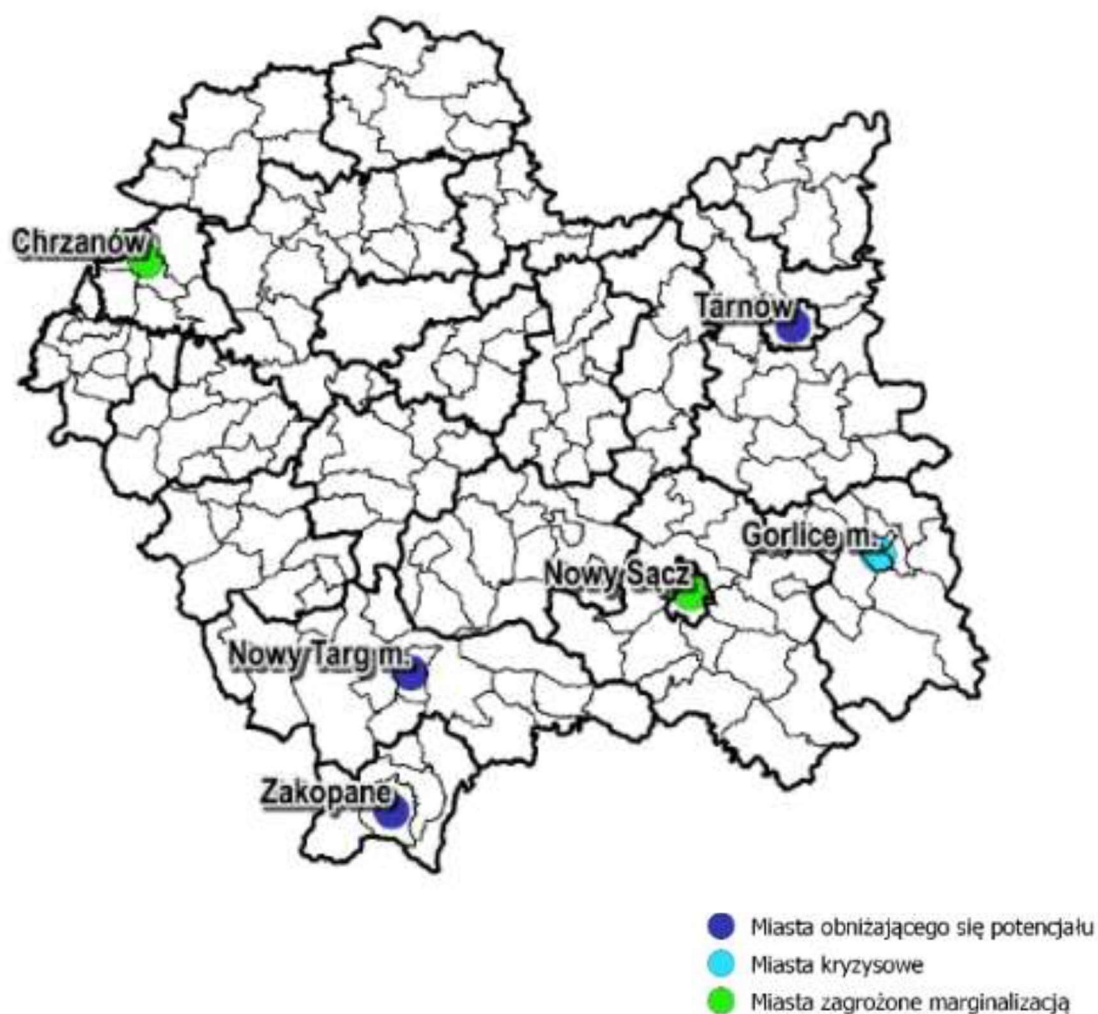 Chrzanów
Tarnów
Gorlice m.
Nowy Sącz
Nowy Targ m.
Zakopane
Miasta obniżającego się potencjału
Miasta kryzysowe
Miasta zagrożone marginalizacją